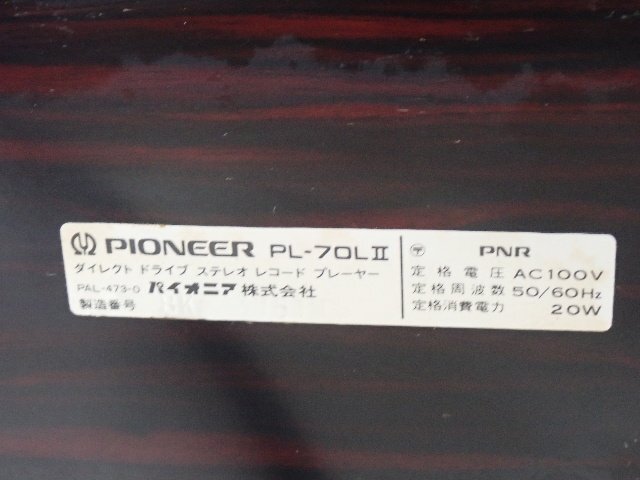 PIONEER PL-70LII
ダイレクト ドライブ ステレオ レコード プレーヤー
PAL-473-0 パイオニア株式会社
製造番号
〒 PNR
定格電圧 AC100V
定格周波数 50/60Hz
定格消費電力 20W